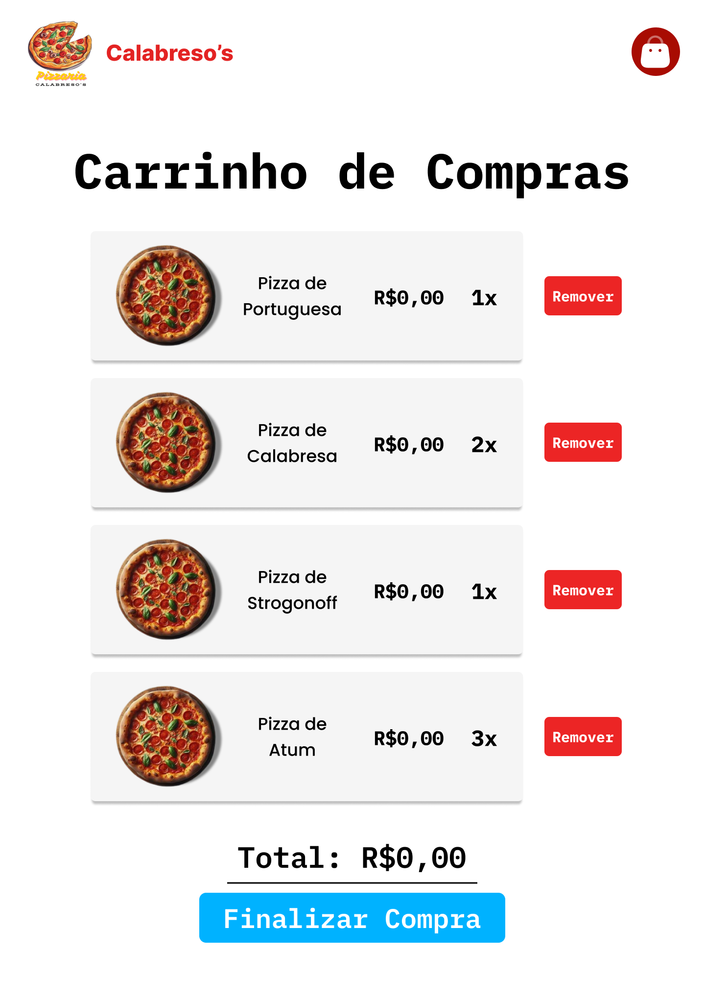 Pizzaria
CALABRESO'S
Calabreso’s
Carrinho de Compras
Pizza de
Portuguesa
R$0,00 1x
Remover
Pizza de
Calabresa
R$0,00 2x
Remover
Pizza de
Strogonoff
R$0,00 1x
Remover
Pizza de
Atum
R$0,00 3x
Remover
Total: R$0,00
Finalizar Compra